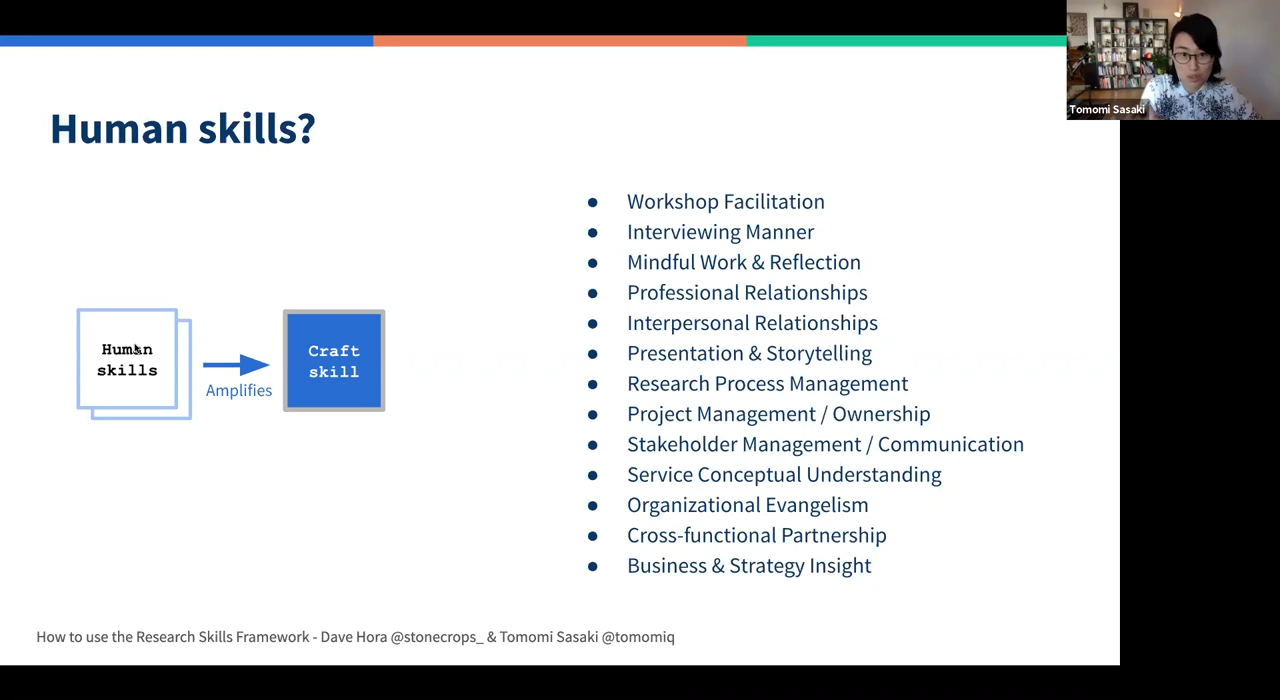 Human skills?
Tomomi Sasaki
Human
skills
Amplifies
Craft
skill
● Workshop Facilitation
● Interviewing Manner
● Mindful Work & Reflection
● Professional Relationships
● Interpersonal Relationships
● Presentation & Storytelling
● Research Process Management
● Project Management / Ownership
● Stakeholder Management / Communication
● Service Conceptual Understanding
● Organizational Evangelism
● Cross-functional Partnership
● Business & Strategy Insight
How to use the Research Skills Framework - Dave Hora @stonecrops_ & Tomomi Sasaki @tomomiq